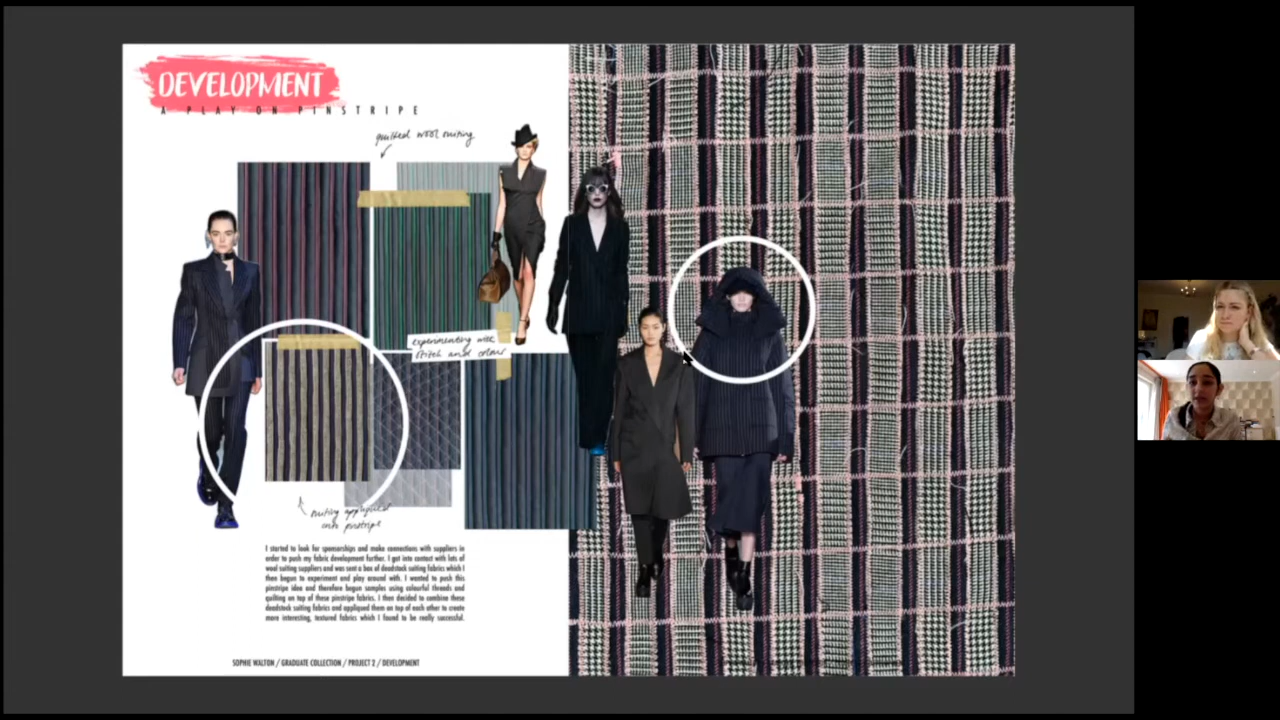 DEVELOPMENT
A PLAY ON PINSTRIPE
quilted wool suiting
experimenting with
stitch and colour
suiting appliqued
onto pinstripe
I started to look for sponsorships and make connections with suppliers in
order to push my fabric development further. I got into contact with lots of
wool suiting suppliers and was sent a box of deadstock suiting fabrics which I
then begun to experiment and play around with. I wanted to push this
pinstripe idea and therefore begun samples using colourful threads and
quilting on top of these pinstripe fabrics. I then decided to combine these
deadstock suiting fabrics and appliqued them on top of each other to create
more interesting, textured fabrics which I found to be really successful.
SOPHIE WALTON / GRADUATE COLLECTION / PROJECT 2 / DEVELOPMENT